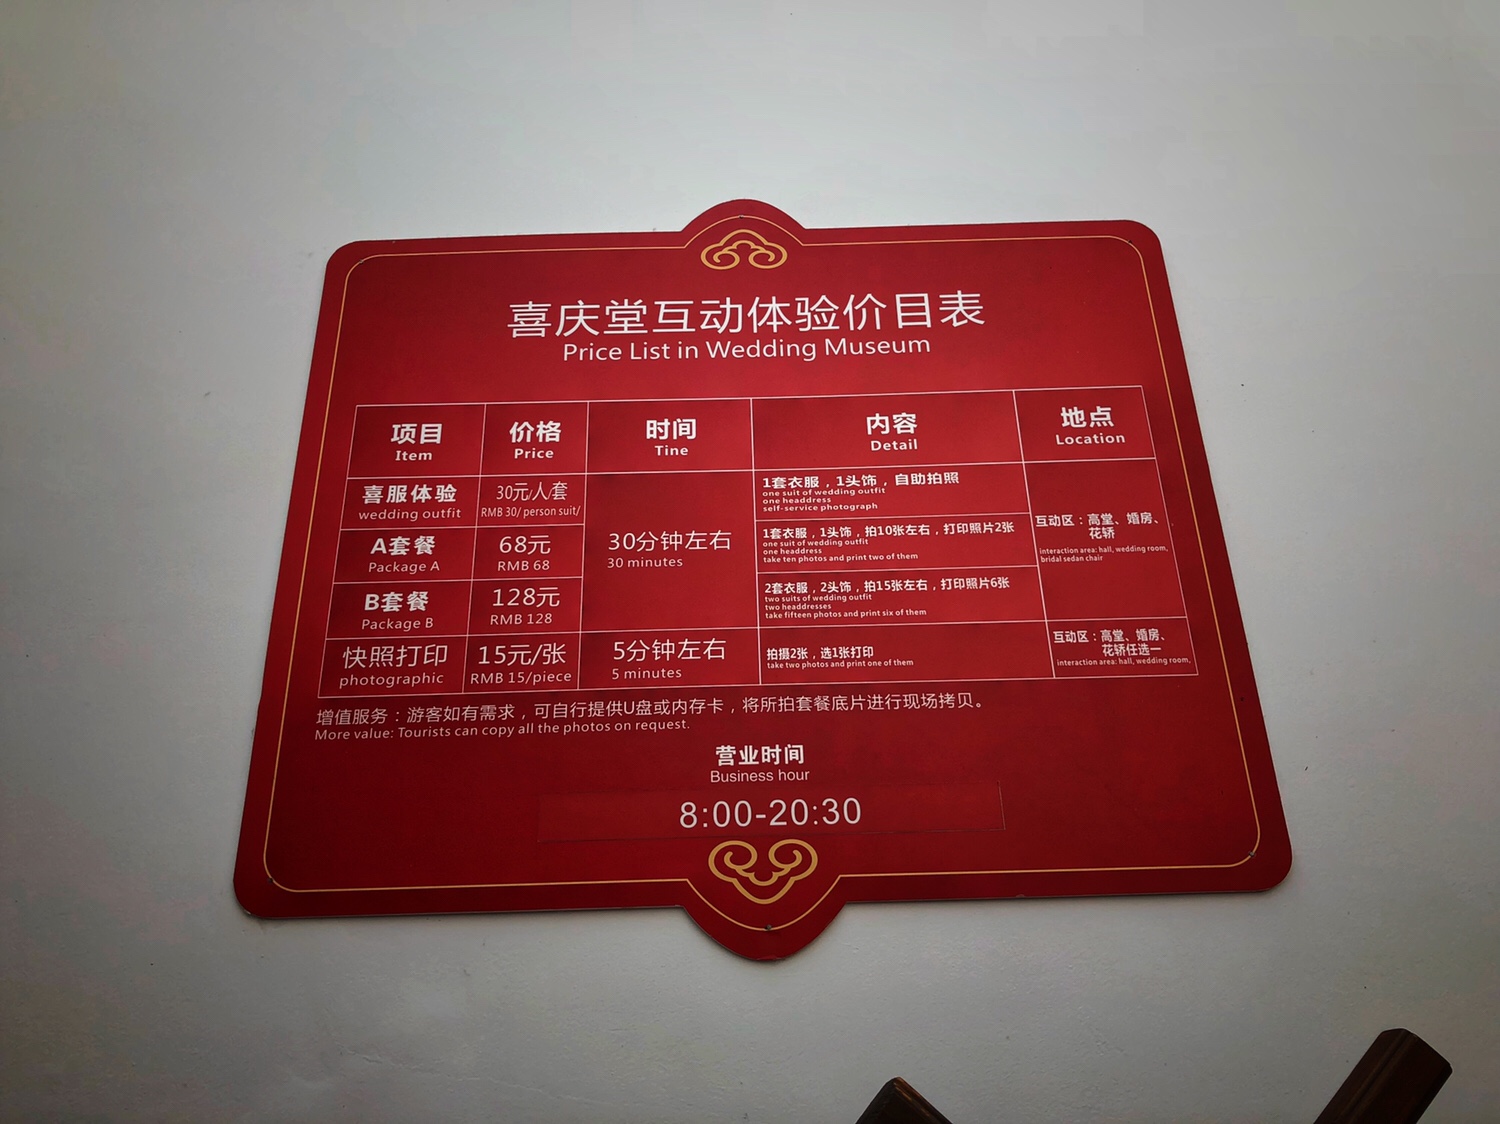 喜庆堂互动体验价目表
Price List in Wedding Museum
项目 价格 时间 内容 地点
Item Price Tine Detail Location
喜服体验 30元/人/套
wedding outfit RMB 30/ person suit/
1套衣服，1头饰，自助拍照
one suit of wedding outfit
one headdress
self-service photograph
A套餐 68元
Package A RMB 68
30分钟左右
30 minutes
1套衣服，1头饰，拍10张左右，打印照片2张
one suit of wedding outfit
one headdress
take ten photos and print two of them
互动区：高堂、婚房、
花轿
interaction area: hall, wedding room,
bridal sedan chair
B套餐 128元
Package B RMB 128
2套衣服，2头饰，拍15张左右，打印照片6张
two suits of wedding outfit
two headdresses
take fifteen photos and print six of them
快照打印 15元/张 5分钟左右
photographic RMB 15/piece 5 minutes
拍摄2张，选1张打印
take two photos and print one of them
互动区：高堂、婚房、
花轿任选一
interaction area: hall, wedding room,
增值服务：游客如有需求，可自行提供U盘或内存卡，将所拍套餐底片进行现场拷贝。
More value: Tourists can copy all the photos on request.
营业时间
Business hour
8:00-20:30